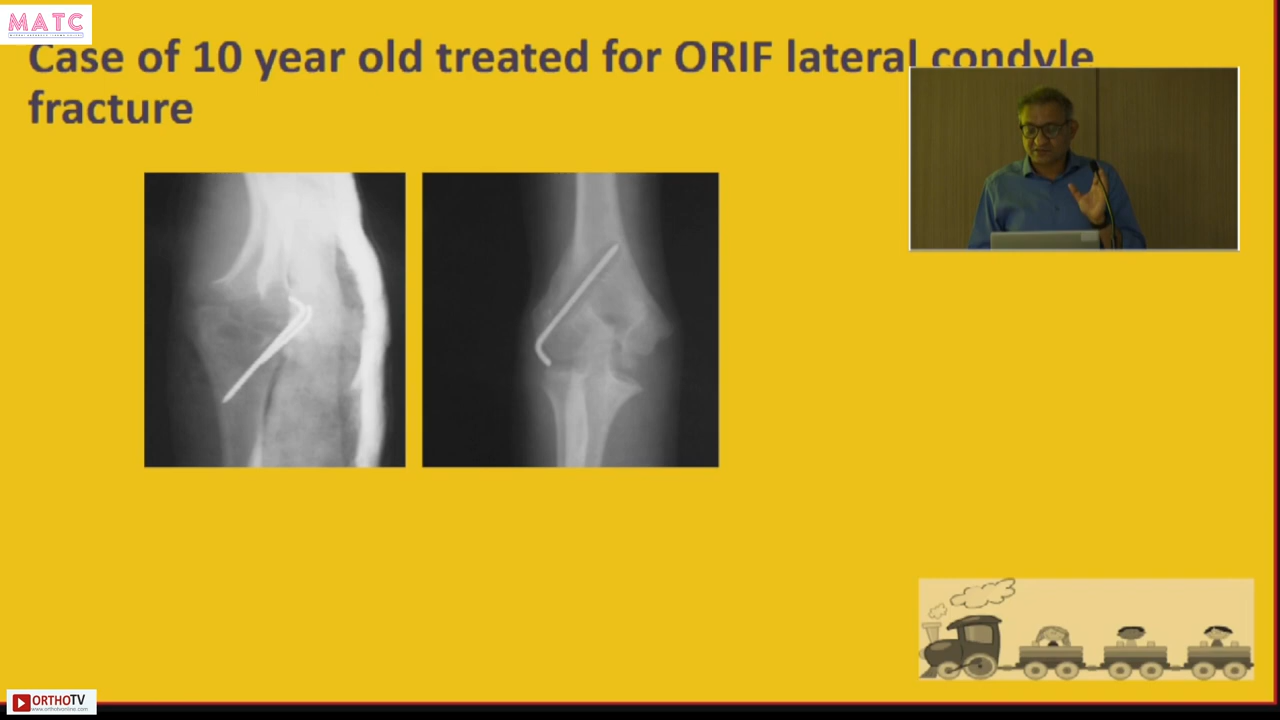 MATC
Case of 10 year old treated for ORIF lateral condyle
fracture
ORTHOTV
www.orthotvonline.com